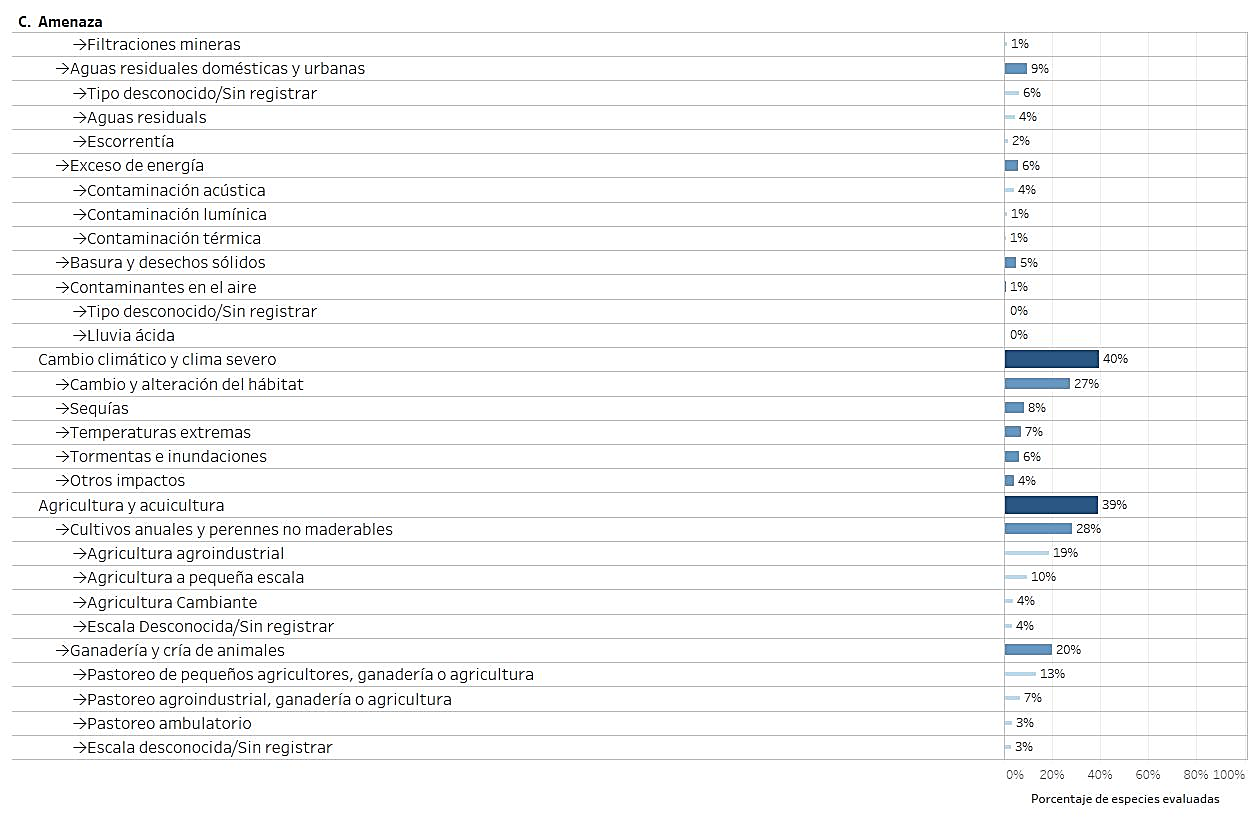 C. Amenaza
→Filtraciones mineras 1%
→Aguas residuales domésticas y urbanas 9%
→Tipo desconocido/Sin registrar 6%
→Aguas residuals 4%
→Escorrentía 2%
→Exceso de energía 6%
→Contaminación acústica 4%
→Contaminación lumínica 1%
→Contaminación térmica 1%
→Basura y desechos sólidos 5%
→Contaminantes en el aire 1%
→Tipo desconocido/Sin registrar 0%
→Lluvia ácida 0%
Cambio climático y clima severo 40%
→Cambio y alteración del hábitat 27%
→Sequías 8%
→Temperaturas extremas 7%
→Tormentas e inundaciones 6%
→Otros impactos 4%
Agricultura y acuicultura 39%
→Cultivos anuales y perennes no maderables 28%
→Agricultura agroindustrial 19%
→Agricultura a pequeña escala 10%
→Agricultura Cambiante 4%
→Escala Desconocida/Sin registrar 4%
→Ganadería y cría de animales 20%
→Pastoreo de pequeños agricultores, ganadería o agricultura 13%
→Pastoreo agroindustrial, ganadería o agricultura 7%
→Pastoreo ambulatorio 3%
→Escala desconocida/Sin registrar 3%
0% 20% 40% 60% 80% 100%
Porcentaje de especies evaluadas